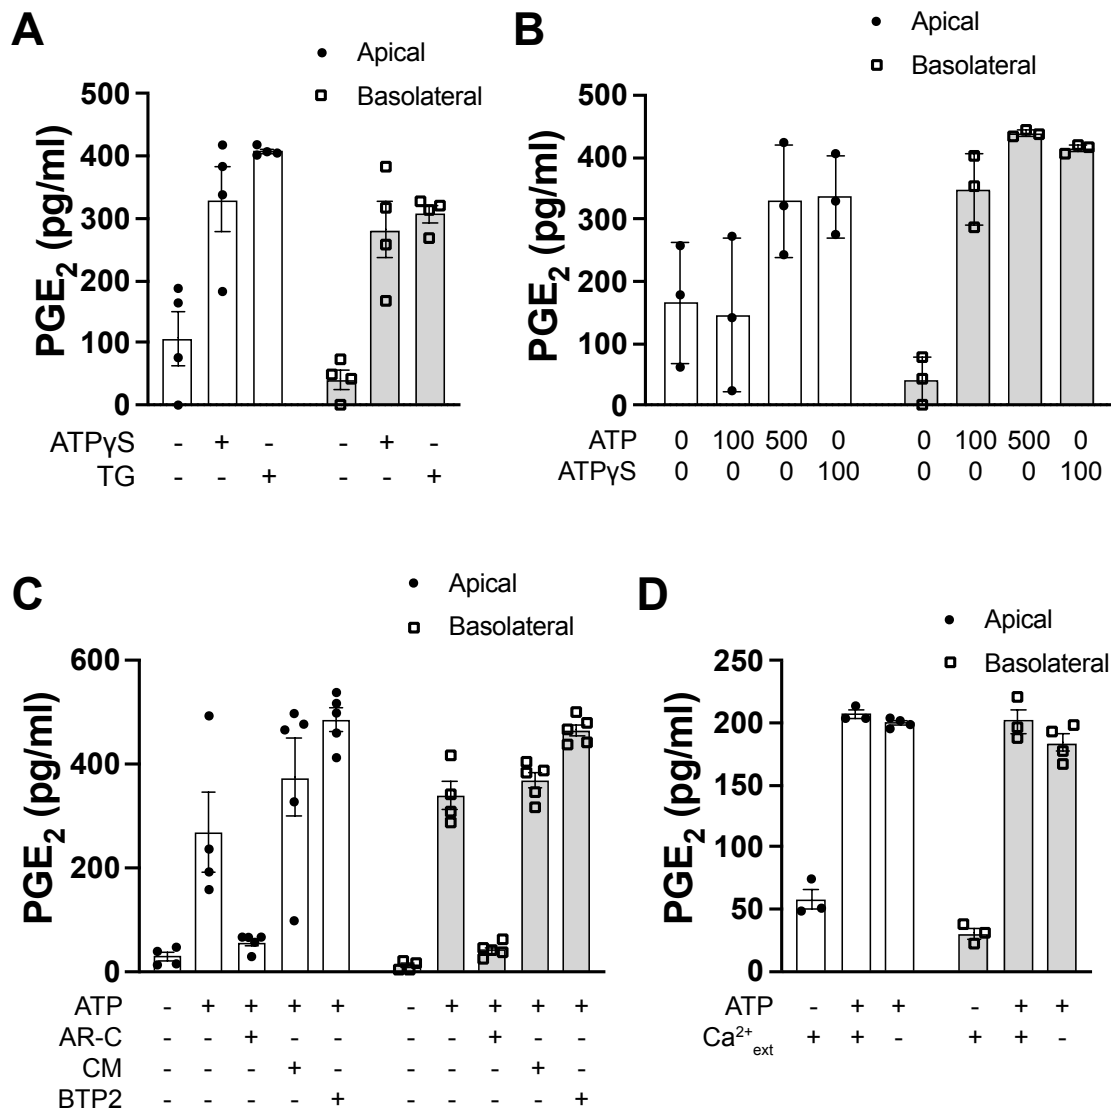 A
Apical
Basolateral
PGE2 (pg/ml)
500
400
300
200
100
0
ATPγS - + - - + -
TG - - + - - +
B
Apical
Basolateral
PGE2 (pg/ml)
500
400
300
200
100
0
ATP 0 100 500 0 0 100 500 0
ATPγS 0 0 0 100 0 0 0 100
C
Apical
Basolateral
PGE2 (pg/ml)
600
400
200
0
ATP - + + + + - + + + +
AR-C - - + - - - - + - -
CM - - - + - - - - + -
BTP2 - - - - + - - - - +
D
Apical
Basolateral
PGE2 (pg/ml)
250
200
150
100
50
0
ATP - + + - + +
Ca2+ext + + - + + -